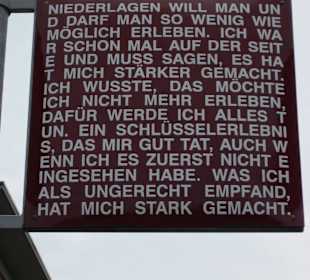 NIEDERLAGEN WILL MAN UN
D DARF MAN SO WENIG WIE
MÖGLICH ERLEBEN. ICH WA
R SCHON MAL AUF DER SEIT
E UND MUSS SAGEN, ES HA
T MICH STÄRKER GEMACHT.
ICH WUSSTE, DAS MÖCHTE
ICH NICHT MEHR ERLEBEN,
DAFÜR WERDE ICH ALLES T
UN. EIN SCHLÜSSELERLEBNI
S, DAS MIR GUT TAT, AUCH W
ENN ICH ES ZUERST NICHT E
INGESEHEN HABE. WAS ICH
ALS UNGERECHT EMPFAND,
HAT MICH STARK GEMACHT.